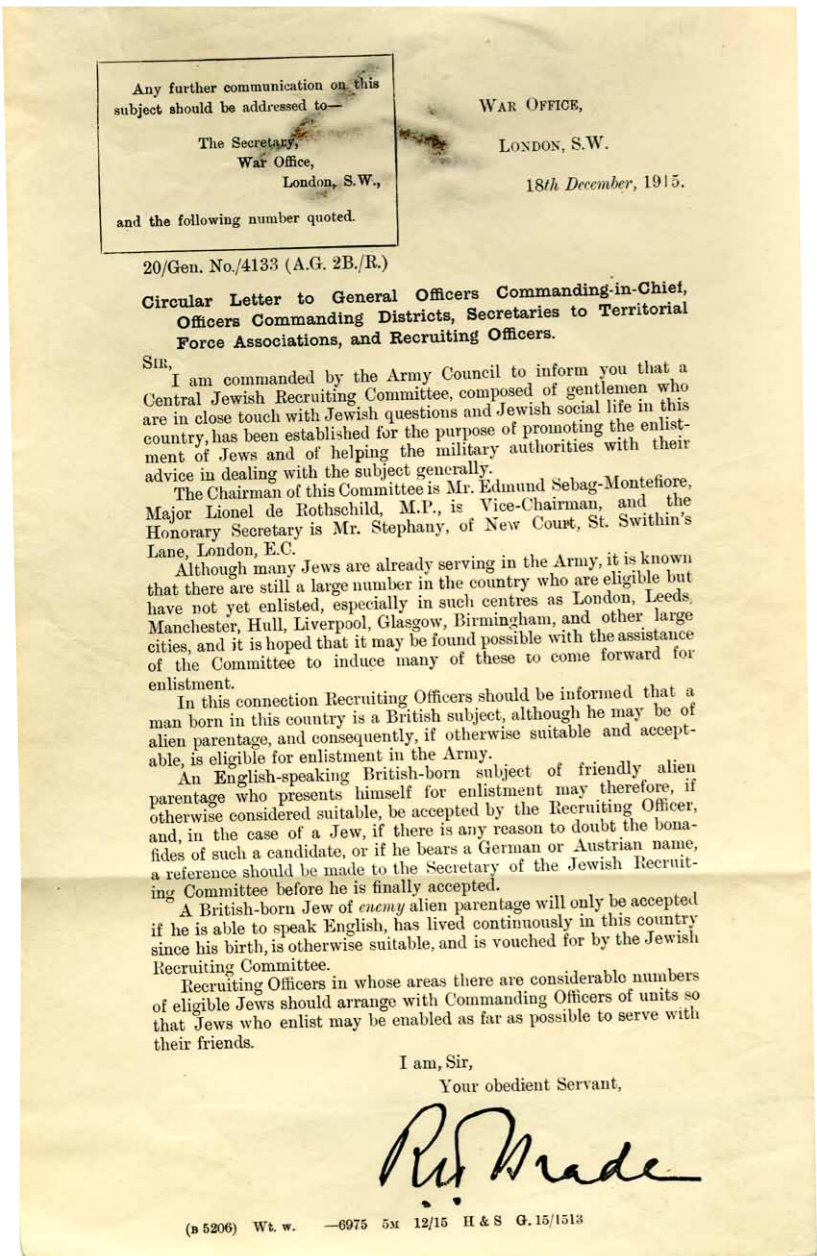 Any further communication on this
subject should be addressed to—
The Secretary,
War Office,
London, S.W.,
and the following number quoted.
WAR OFFICE,
LONDON, S.W.
18th December, 1915.
20/Gen. No./4133 (A.G. 2B./R.)
Circular Letter to General Officers Commanding-in-Chief,
Officers Commanding Districts, Secretaries to Territorial
Force Associations, and Recruiting Officers.
SIR,
I am commanded by the Army Council to inform you that a
Central Jewish Recruiting Committee, composed of gentlemen who
are in close touch with Jewish questions and Jewish social life in this
country, has been established for the purpose of promoting the enlist-
ment of Jews and of helping the military authorities with their
advice in dealing with the subject generally.
The Chairman of this Committee is Mr. Edmund Sebag-Montefiore,
Major Lionel de Rothschild, M.P., is Vice-Chairman, and the
Honorary Secretary is Mr. Stephany, of New Court, St. Swithin's
Lane, London, E.C.
Although many Jews are already serving in the Army, it is known
that there are still a large number in the country who are eligible but
have not yet enlisted, especially in such centres as London, Leeds,
Manchester, Hull, Liverpool, Glasgow, Birmingham, and other large
cities, and it is hoped that it may be found possible with the assistance
of the Committee to induce many of these to come forward for
enlistment.
In this connection Recruiting Officers should be informed that a
man born in this country is a British subject, although he may be of
alien parentage, and consequently, if otherwise suitable and accept-
able, is eligible for enlistment in the Army.
An English-speaking British-born subject of friendly alien
parentage who presents himself for enlistment may therefore, if
otherwise considered suitable, be accepted by the Recruiting Officer,
and, in the case of a Jew, if there is any reason to doubt the bona-
fides of such a candidate, or if he bears a German or Austrian name,
a reference should be made to the Secretary of the Jewish Recruit-
ing Committee before he is finally accepted.
A British-born Jew of enemy alien parentage will only be accepted
if he is able to speak English, has lived continuously in this country
since his birth, is otherwise suitable, and is vouched for by the Jewish
Recruiting Committee.
Recruiting Officers in whose areas there are considerable numbers
of eligible Jews should arrange with Commanding Officers of units so
that Jews who enlist may be enabled as far as possible to serve with
their friends.
I am, Sir,
Your obedient Servant,
RH Brade
(B 5206) Wt. w. —6975 5M 12/15 H & S G. 15/1513